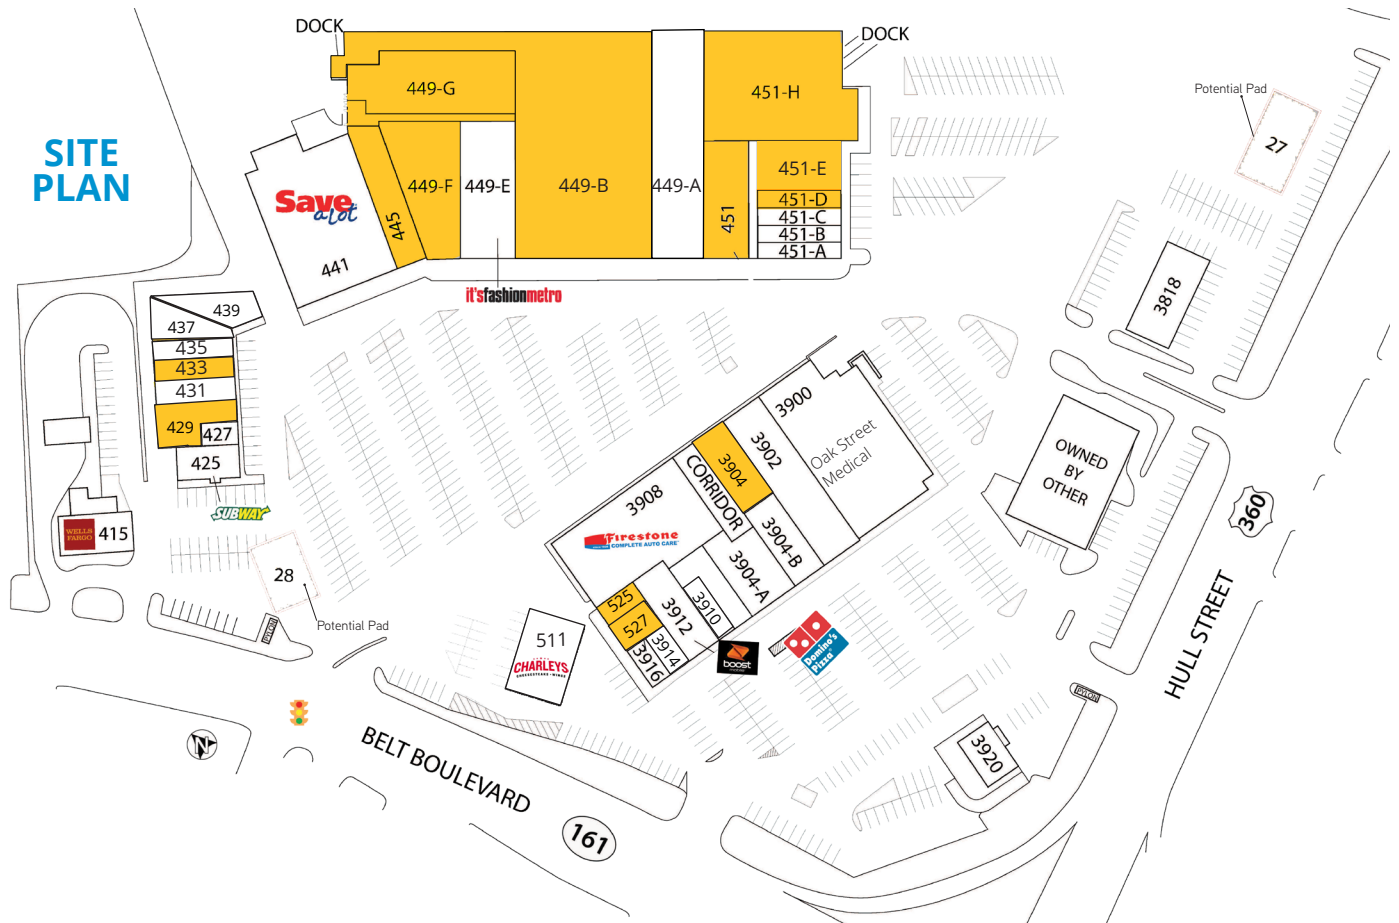 SITE
PLAN
DOCK
DOCK
449-G
451-H
449-F
449-E
449-B
449-A
451
451-E
451-D
451-C
451-B
451-A
445
Save
a lot
441
it'sfashionmetro
Potential Pad
27
3818
439
437
435
433
431
429
427
425
SUBWAY
WELLS
FARGO
415
28
Potential Pad
PYLON
3900
Oak Street
Medical
3902
3904
CORRIDOR
3908
Firestone
COMPLETE AUTO CARE
3904-B
3904-A
3910
3912
525
527
3914
3916
boost
Domino's
Pizza
511
CHARLEYS
CHEESESTEAKS • WINGS
OWNED
BY
OTHER
360
HULL STREET
PYLON
3920
N
BELT BOULEVARD
161